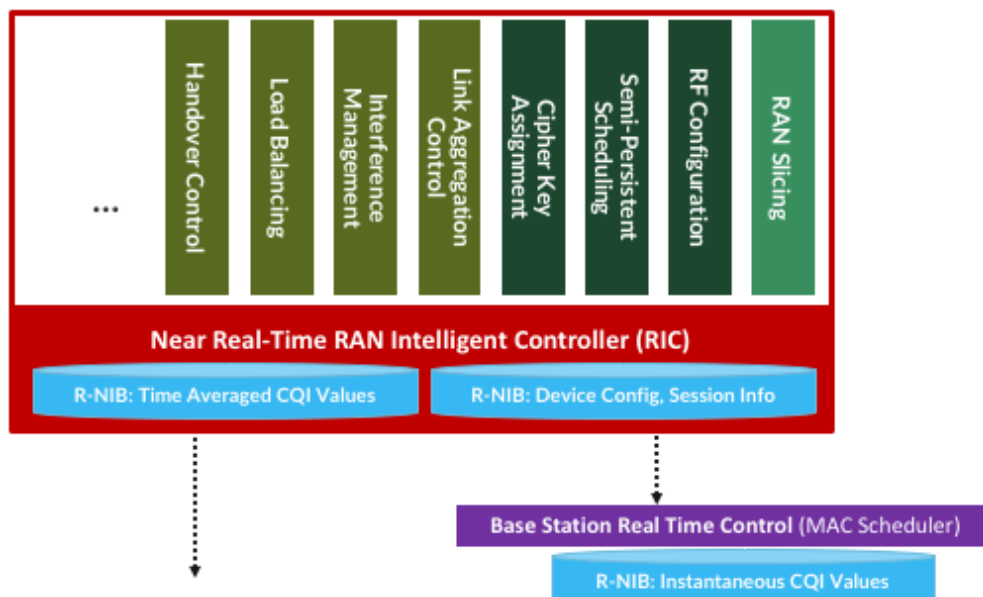 ...
Handover Control
Load Balancing
Interference
Management
Link Aggregation
Control
Cipher Key
Assignment
Semi-Persistent
Scheduling
RF Configuration
RAN Slicing
Near Real-Time RAN Intelligent Controller (RIC)
R-NIB: Time Averaged CQI Values
R-NIB: Device Config, Session Info
Base Station Real Time Control (MAC Scheduler)
R-NIB: Instantaneous CQI Values